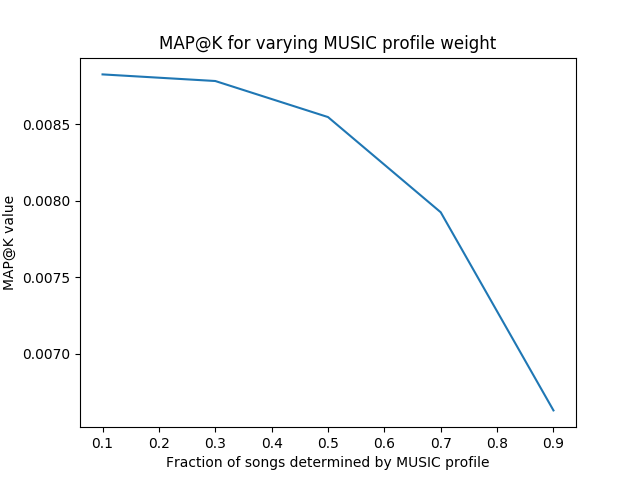 MAP@K for varying MUSIC profile weight
MAP@K value
0.0085
0.0080
0.0075
0.0070
0.1 0.2 0.3 0.4 0.5 0.6 0.7 0.8 0.9
Fraction of songs determined by MUSIC profile